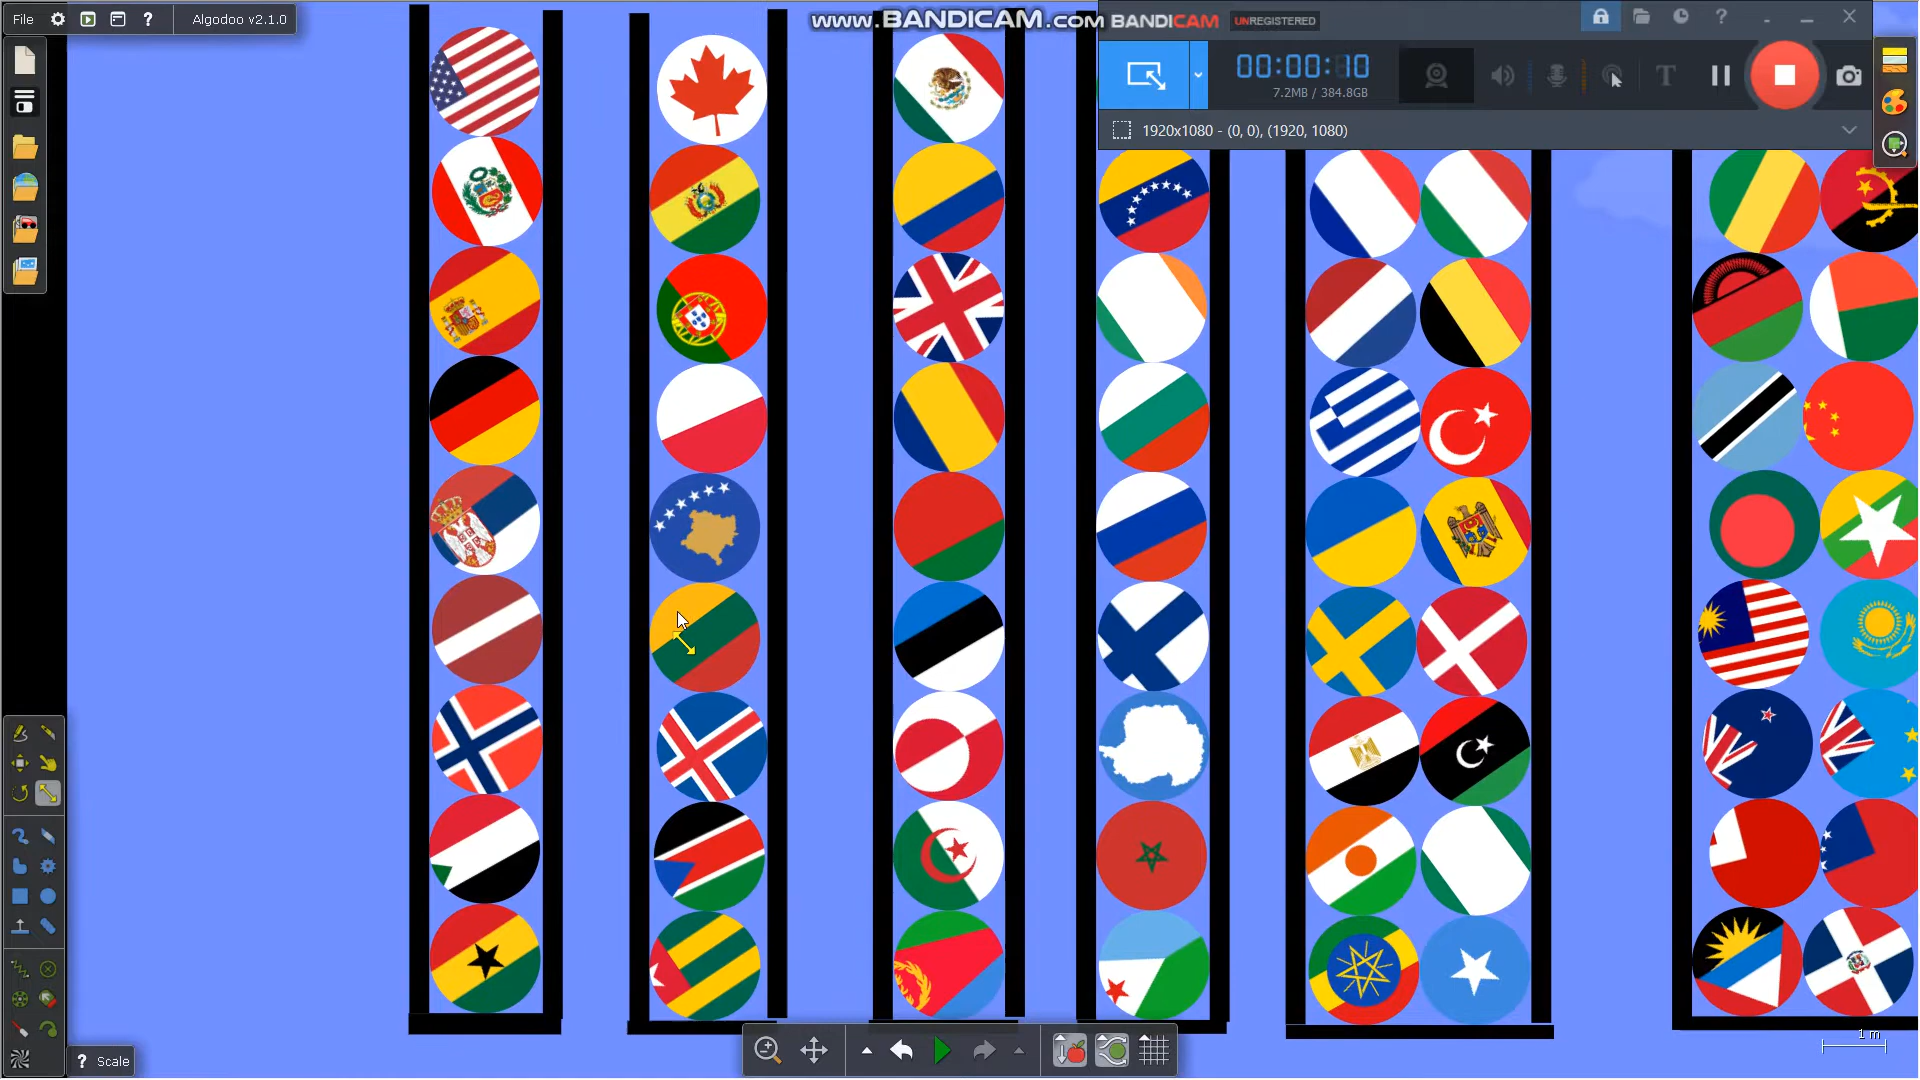 File
?
Algodoo v2.1.0
www.BANDICAM.com
BANDICAM
UNREGISTERED
?
00:00:10
7.2MB / 384.8GB
T
1920x1080 - (0, 0), (1920, 1080)
? Scale
1 m